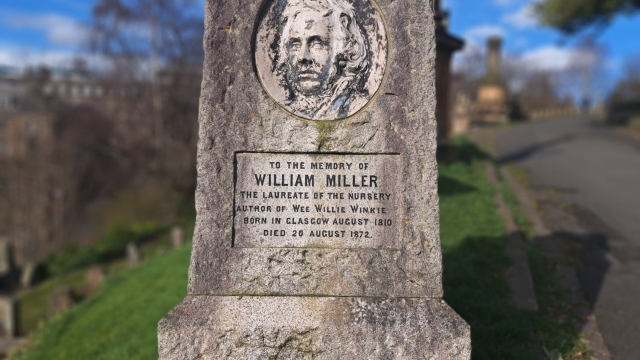 TO THE MEMORY OF
WILLIAM MILLER
THE LAUREATE OF THE NURSERY
AUTHOR OF WEE WILLIE WINKIE
BORN IN GLASGOW AUGUST 1810
DIED 20 AUGUST 1872.